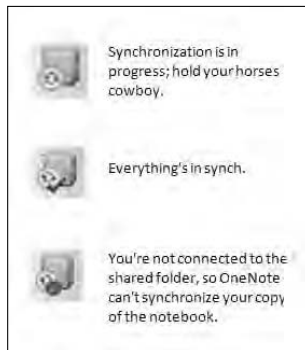 Synchronization is in
progress; hold your horses
cowboy.
Everything's in synch.
You're not connected to the
shared folder, so OneNote
can't synchronize your copy
of the notebook.